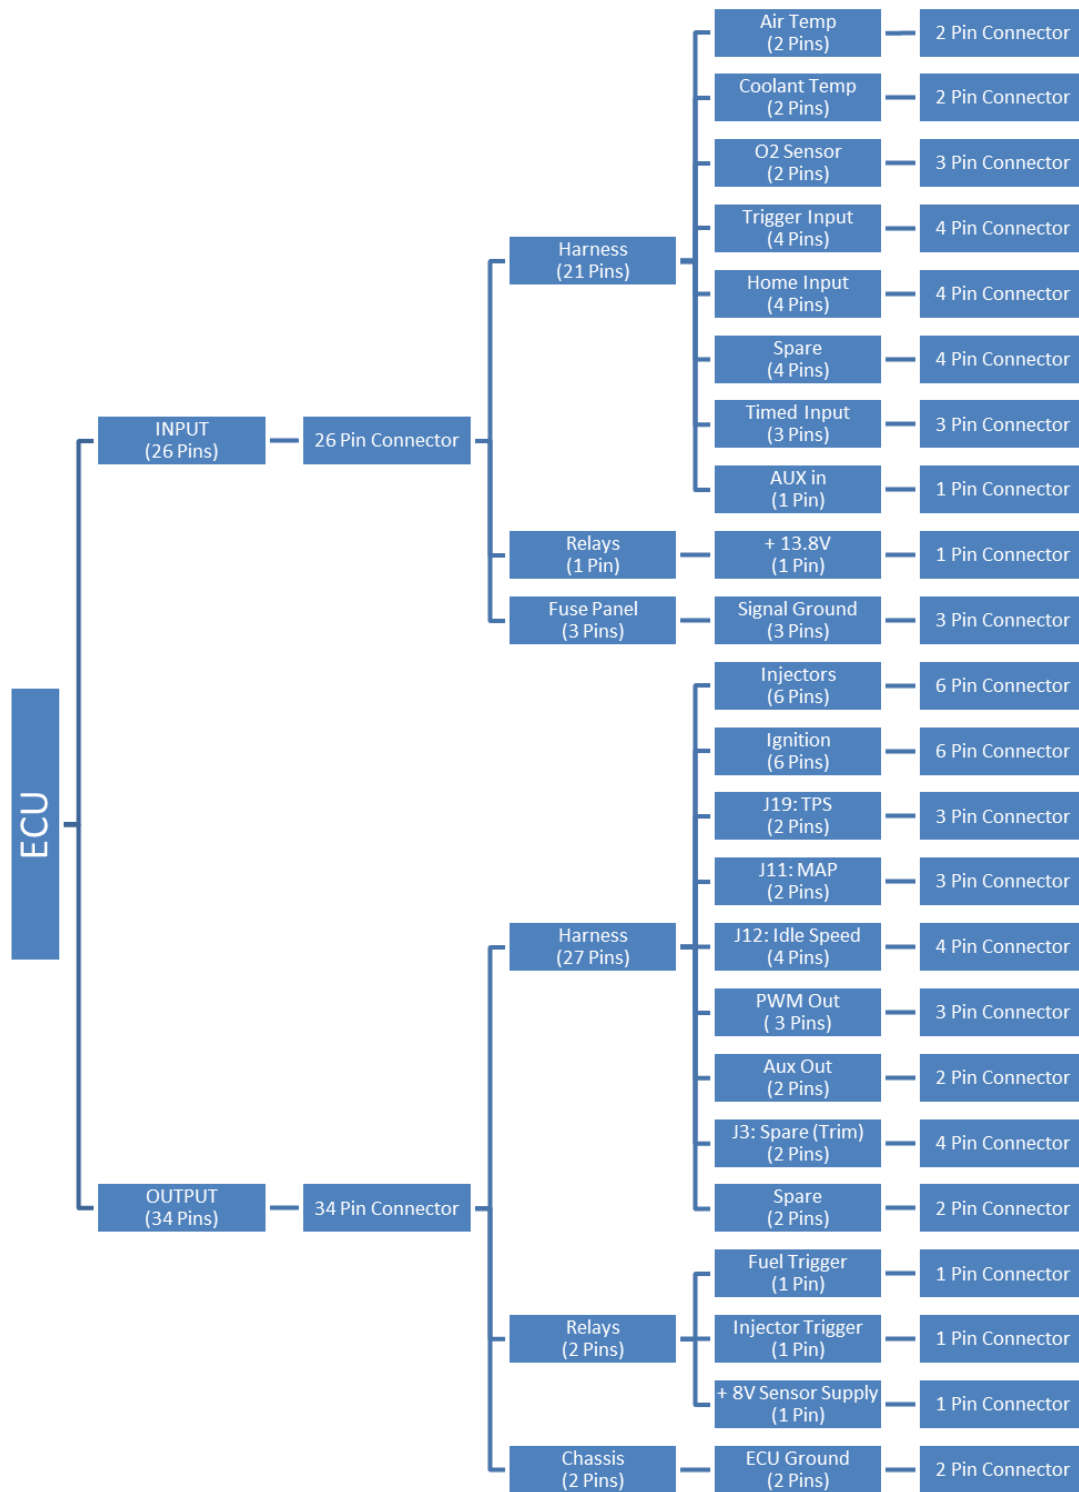 ECU
INPUT
(26 Pins)
26 Pin Connector
Harness
(21 Pins)
Air Temp
(2 Pins)
2 Pin Connector
Coolant Temp
(2 Pins)
2 Pin Connector
O2 Sensor
(2 Pins)
3 Pin Connector
Trigger Input
(4 Pins)
4 Pin Connector
Home Input
(4 Pins)
4 Pin Connector
Spare
(4 Pins)
4 Pin Connector
Timed Input
(3 Pins)
3 Pin Connector
AUX in
(1 Pin)
1 Pin Connector
Relays
(1 Pin)
+ 13.8V
(1 Pin)
1 Pin Connector
Fuse Panel
(3 Pins)
Signal Ground
(3 Pins)
3 Pin Connector
OUTPUT
(34 Pins)
34 Pin Connector
Harness
(27 Pins)
Injectors
(6 Pins)
6 Pin Connector
Ignition
(6 Pins)
6 Pin Connector
J19: TPS
(2 Pins)
3 Pin Connector
J11: MAP
(2 Pins)
3 Pin Connector
J12: Idle Speed
(4 Pins)
4 Pin Connector
PWM Out
( 3 Pins)
3 Pin Connector
Aux Out
(2 Pins)
2 Pin Connector
J3: Spare (Trim)
(2 Pins)
4 Pin Connector
Spare
(2 Pins)
2 Pin Connector
Relays
(2 Pins)
Fuel Trigger
(1 Pin)
1 Pin Connector
Injector Trigger
(1 Pin)
1 Pin Connector
+ 8V Sensor Supply
(1 Pin)
1 Pin Connector
Chassis
(2 Pins)
ECU Ground
(2 Pins)
2 Pin Connector